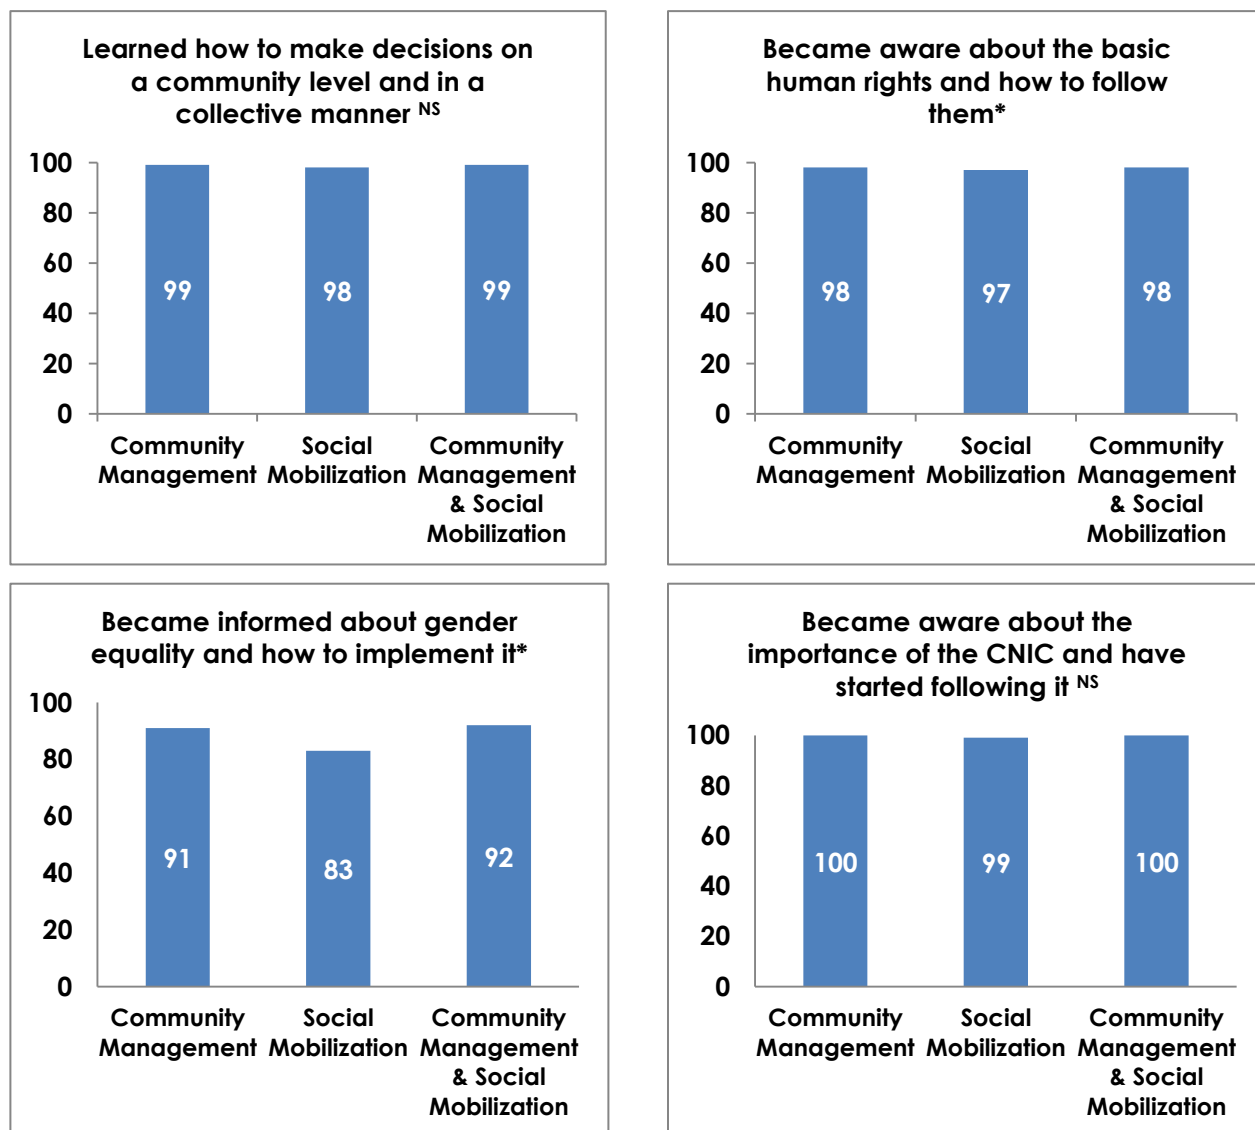 Learned how to make decisions on
a community level and in a
collective manner NS
100
80
60
40
20
0
99
98
99
Community
Management
Social
Mobilization
Community
Management
& Social
Mobilization
Became aware about the basic
human rights and how to follow
them*
100
80
60
40
20
0
98
97
98
Community
Management
Social
Mobilization
Community
Management
& Social
Mobilization
Became informed about gender
equality and how to implement it*
100
80
60
40
20
0
91
83
92
Community
Management
Social
Mobilization
Community
Management
& Social
Mobilization
Became aware about the
importance of the CNIC and have
started following it NS
100
80
60
40
20
0
100
99
100
Community
Management
Social
Mobilization
Community
Management
& Social
Mobilization